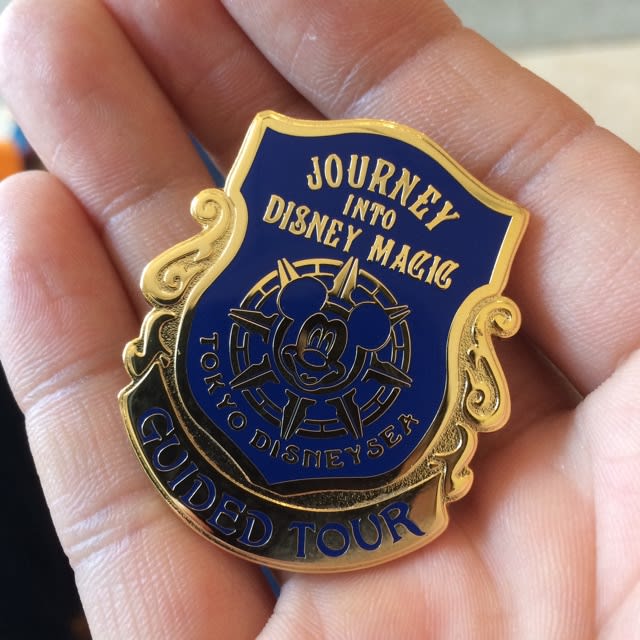 JOURNEY
INTO
DISNEY MAGIC
TOKYO DISNEYSEA
GUIDED TOUR